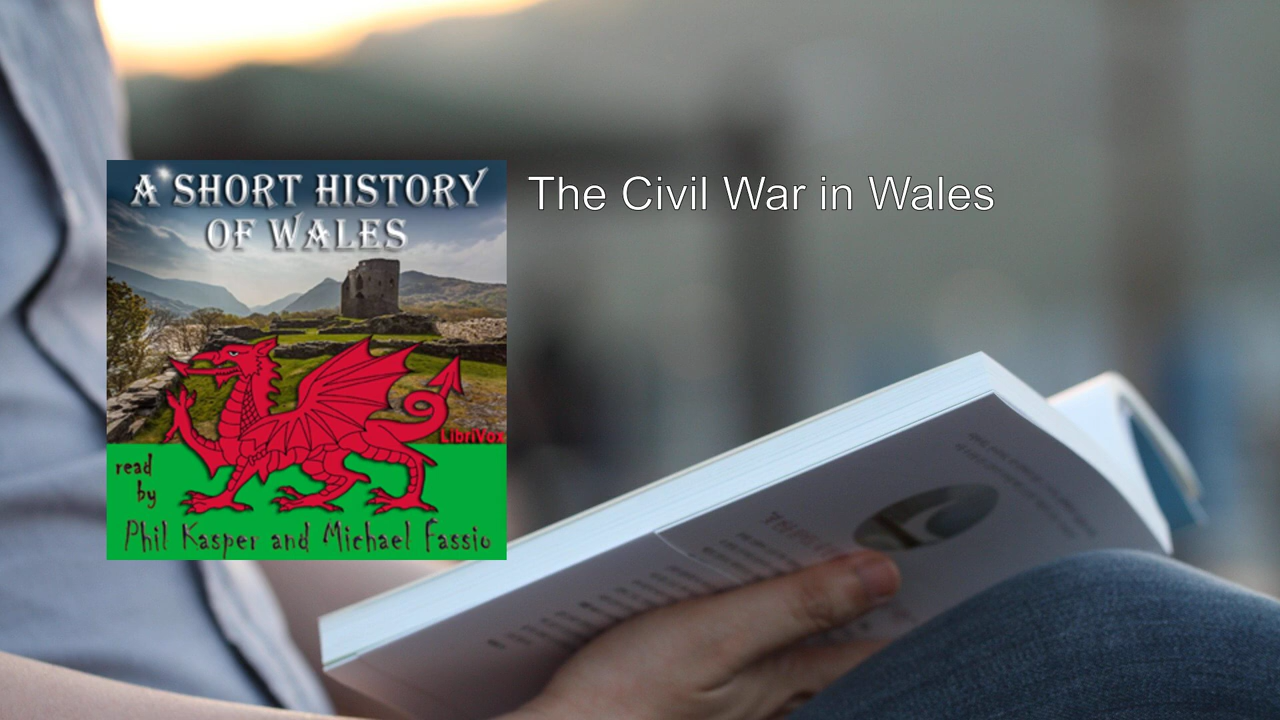 A SHORT HISTORY
OF WALES
LibriVox
read
by
Phil Kasper and Michael Fassio
The Civil War in Wales